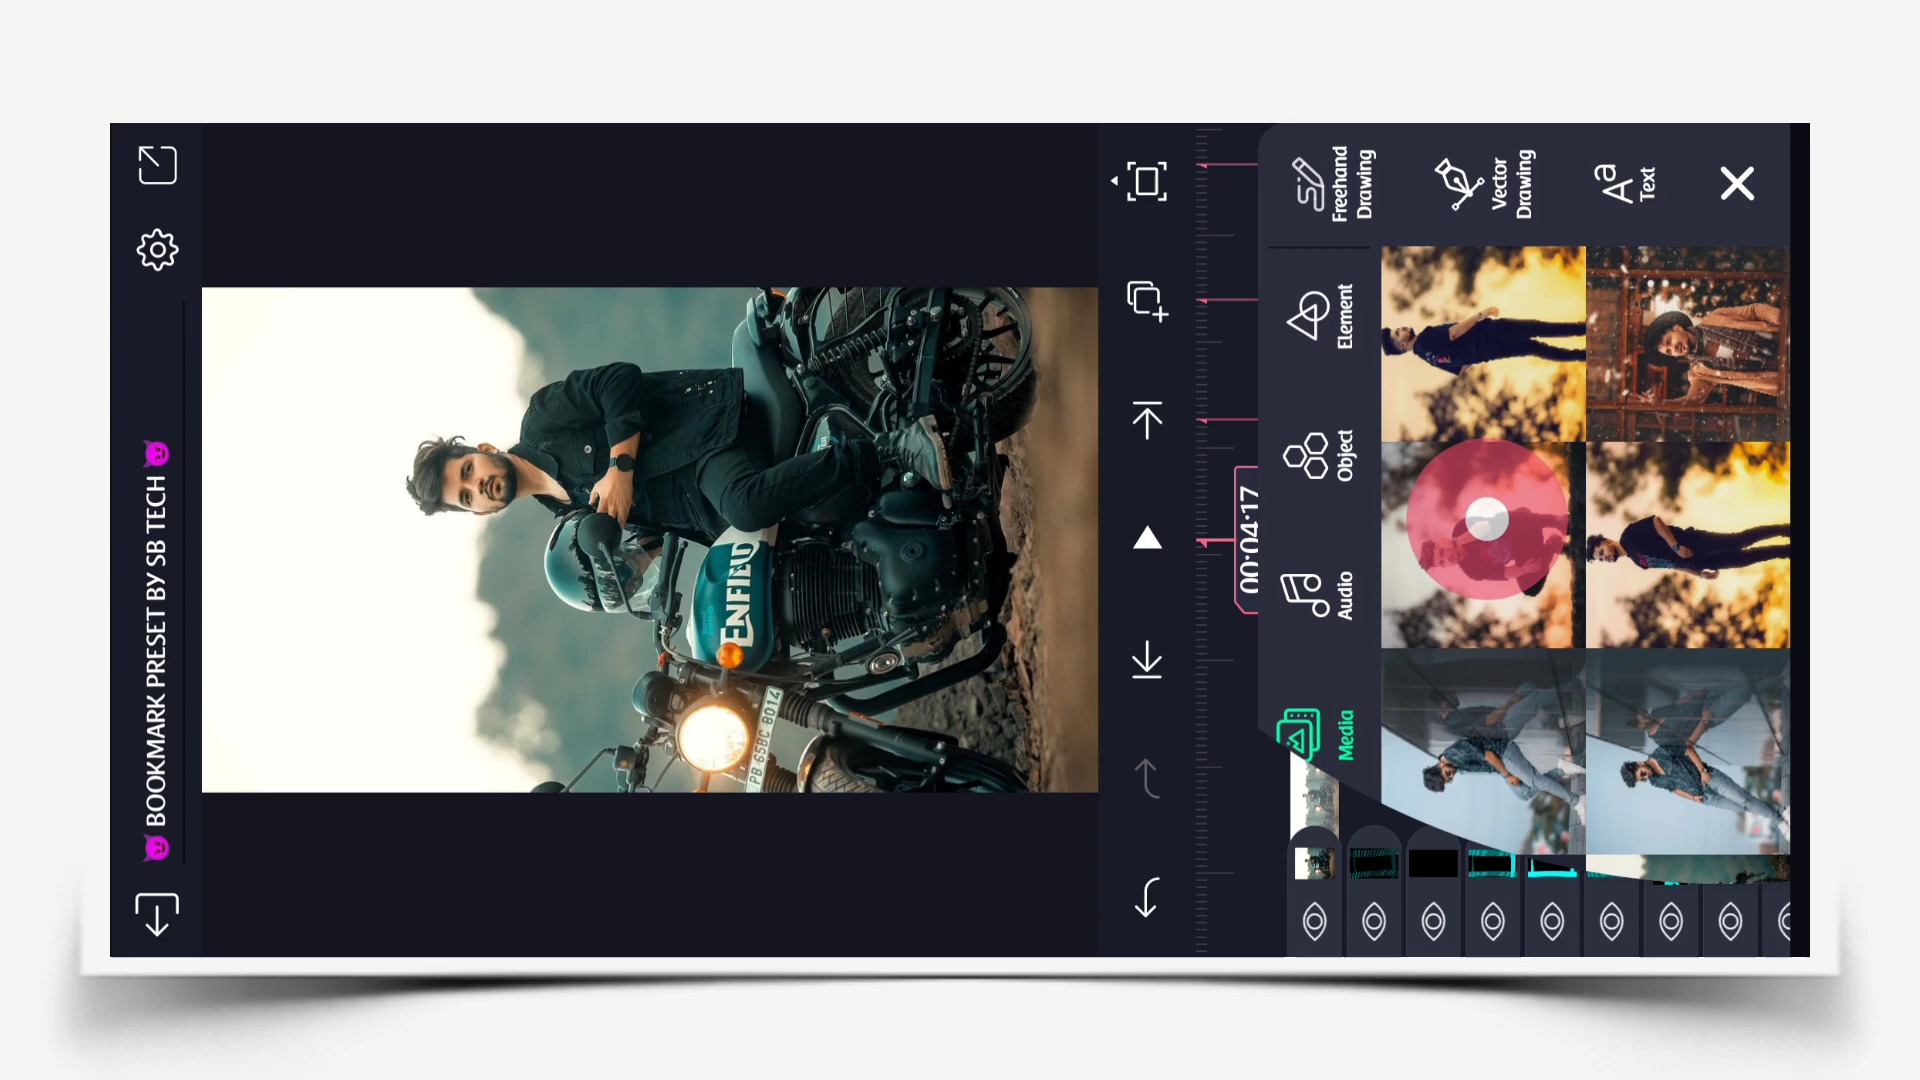 😈 BOOKMARK PRESET BY SB TECH 😈
ENFIELD
PB 65BC 8014
00:04:17
Media
Audio
Object
Element
Freehand
Drawing
Vector
Drawing
Aa
Text